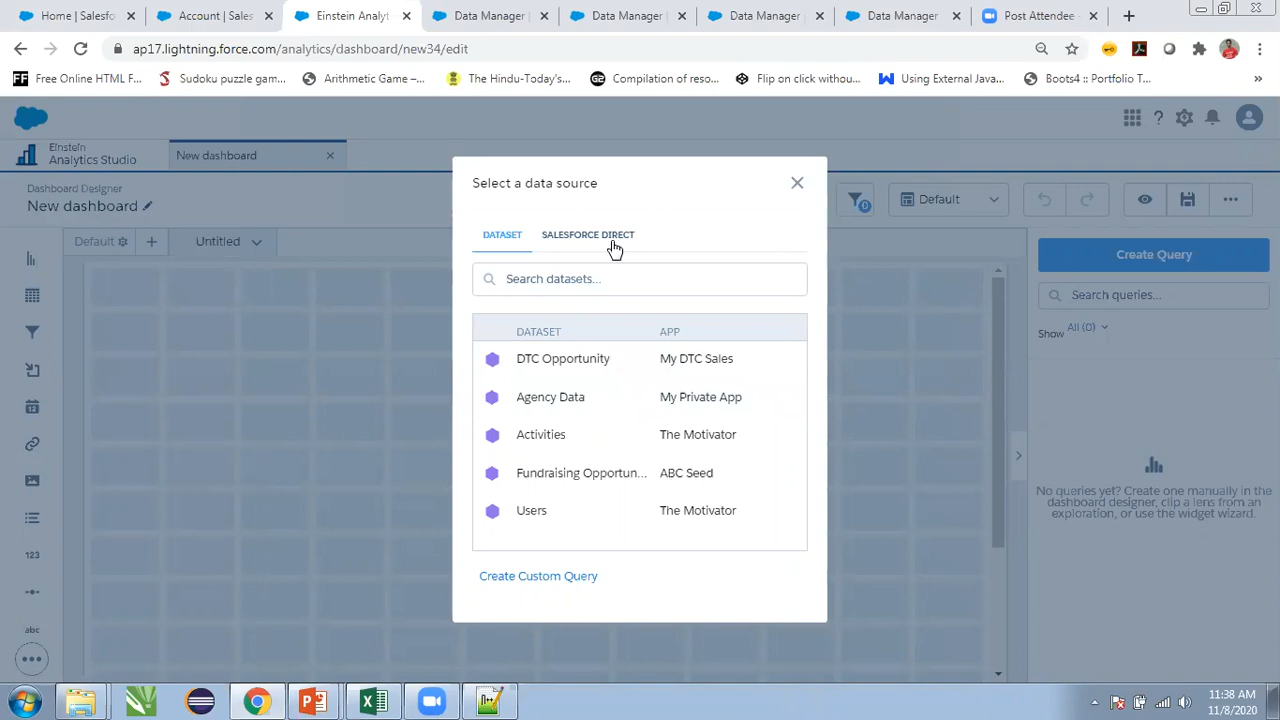 Home | Salesfo
Account | Sales
Einstein Analyt
Data Manager
Data Manager
Data Manager
Data Manager
Post Attendee -
ap17.lightning.force.com/analytics/dashboard/new34/edit
Free Online HTML F...
Sudoku puzzle gam...
Arithmetic Game –...
The Hindu-Today's...
Compilation of reso...
Flip on click withou...
Using External Java...
Boots4 :: Portfolio T...
»
Einstein
Analytics Studio
New dashboard
Dashboard Designer
New dashboard
0
Default
Default
Untitled
Select a data source
DATASET
SALESFORCE DIRECT
Search datasets...
DATASET
APP
DTC Opportunity
My DTC Sales
Agency Data
My Private App
Activities
The Motivator
Fundraising Opportun...
ABC Seed
Users
The Motivator
Create Custom Query
Create Query
Search queries...
Show All (0)
No queries yet? Create one manually in the
dashboard designer, clip a lens from an
exploration, or use the widget wizard.
123
abc
11:38 AM
11/8/2020